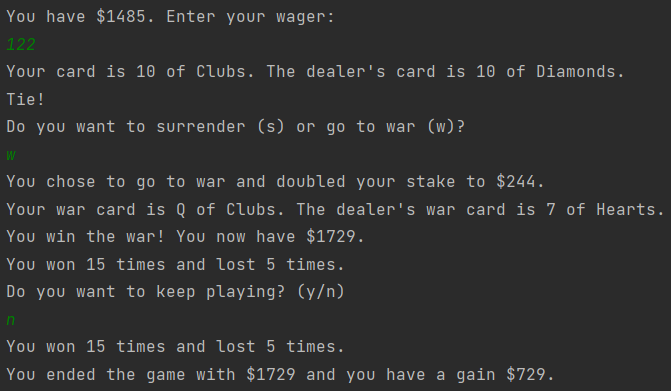 You have $1485. Enter your wager:
122
Your card is 10 of Clubs. The dealer's card is 10 of Diamonds.
Tie!
Do you want to surrender (s) or go to war (w)?
w
You chose to go to war and doubled your stake to $244.
Your war card is Q of Clubs. The dealer's war card is 7 of Hearts.
You win the war! You now have $1729.
You won 15 times and lost 5 times.
Do you want to keep playing? (y/n)
n
You won 15 times and lost 5 times.
You ended the game with $1729 and you have a gain $729.